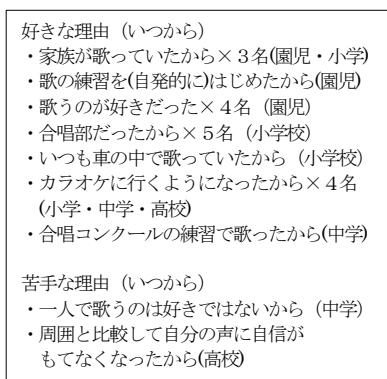 好きな理由（いつから）
・家族が歌っていたから×３名(園児・小学)
・歌の練習を(自発的に)はじめたから(園児)
・歌うのが好きだった×４名（園児）
・合唱部だったから×５名（小学校）
・いつも車の中で歌っていたから（小学校）
・カラオケに行くようになったから×４名
(小学・中学・高校)
・合唱コンクールの練習で歌ったから(中学)
苦手な理由（いつから）
・一人で歌うのは好きではないから（中学）
・周囲と比較して自分の声に自信が
もてなくなったから(高校)